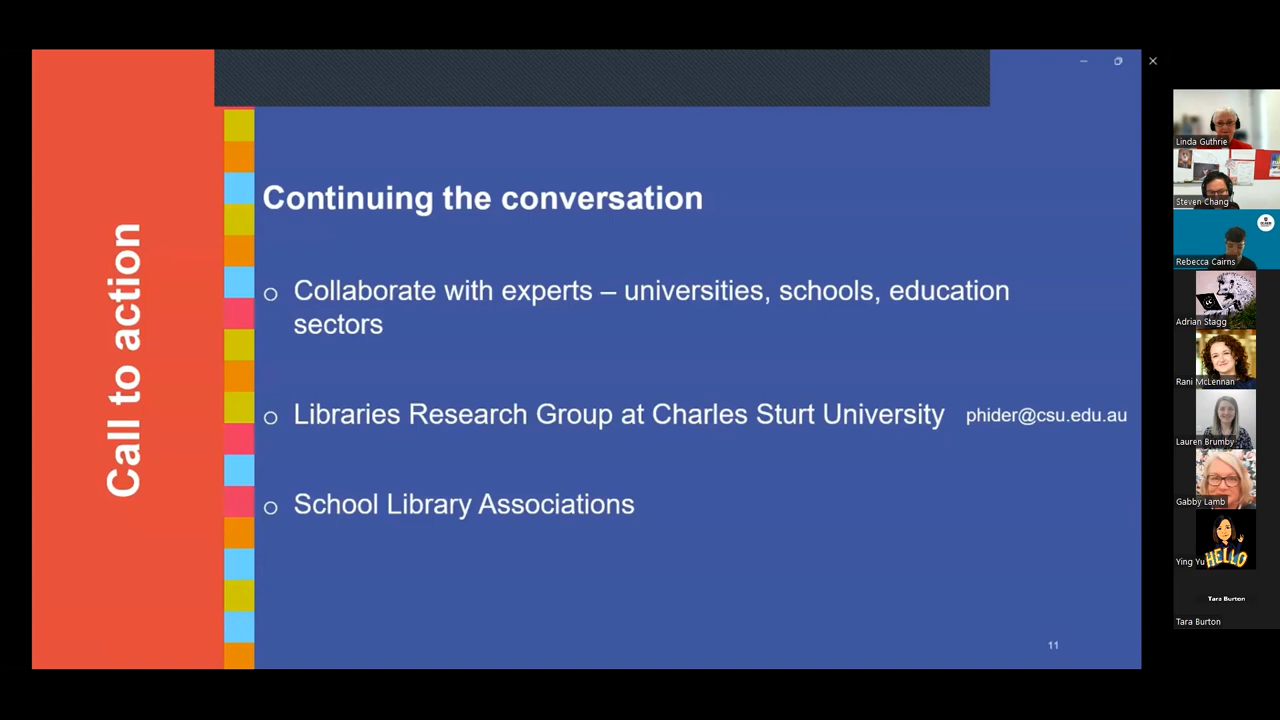 Call to action
Continuing the conversation
o Collaborate with experts – universities, schools, education
sectors
o Libraries Research Group at Charles Sturt University phider@csu.edu.au
o School Library Associations
11
Linda Guthrie
Steven Chang
Rebecca Cairns
Adrian Stagg
Rani McLennan
Lauren Brumby
Gabby Lamb
Ying Yu
HELLO
Tara Burton
Tara Burton